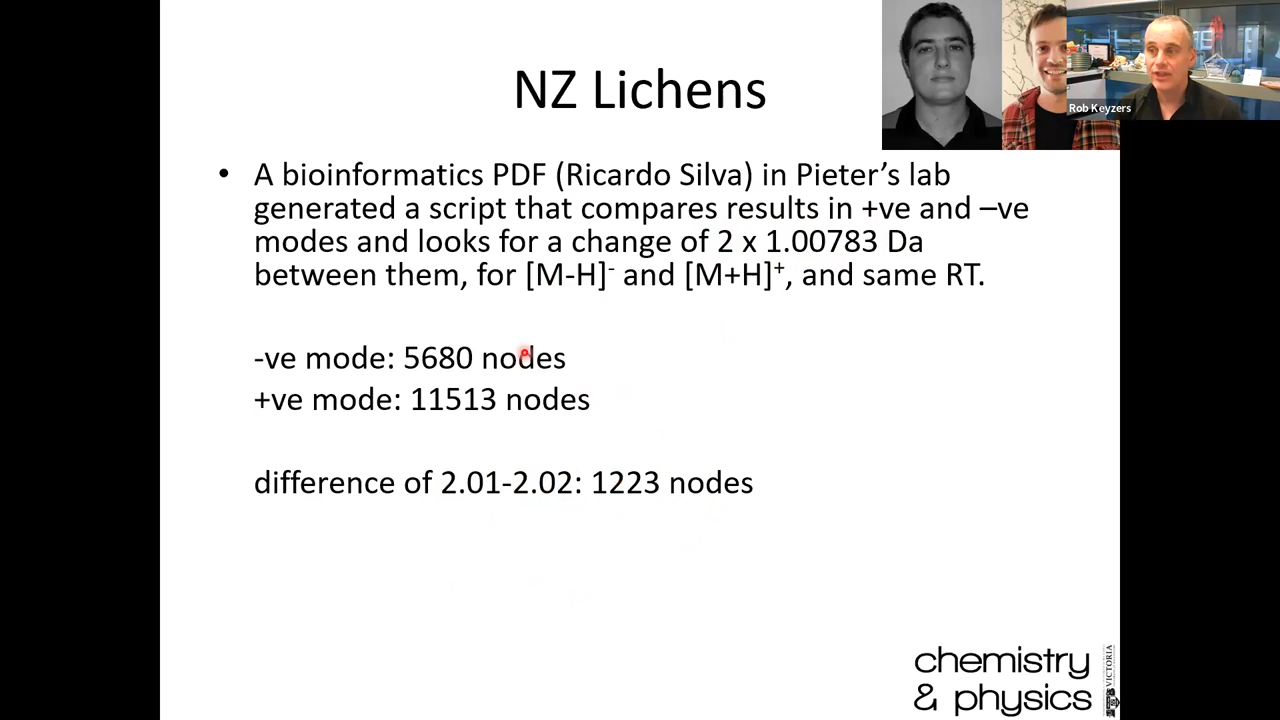 NZ Lichens
Rob Keyzers
• A bioinformatics PDF (Ricardo Silva) in Pieter’s lab
generated a script that compares results in +ve and –ve
modes and looks for a change of 2 x 1.00783 Da
between them, for [M-H]⁻ and [M+H]⁺, and same RT.
-ve mode: 5680 nodes
+ve mode: 11513 nodes
difference of 2.01-2.02: 1223 nodes
chemistry
& physics
VICTORIA